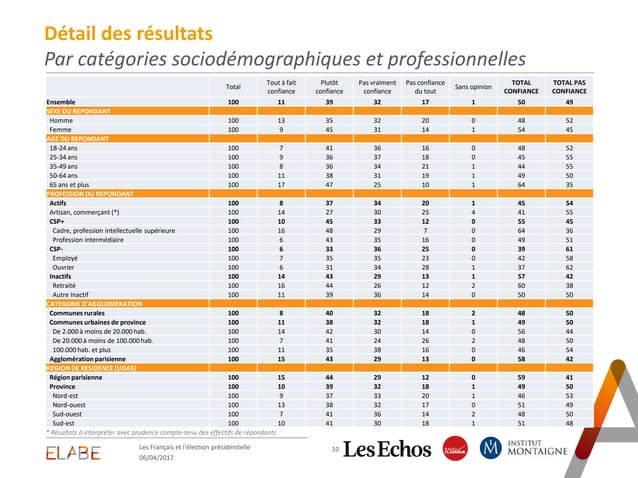 Détail des résultats
Par catégories sociodémographiques et professionnelles
Total Tout à fait confiance Plutôt confiance Pas vraiment confiance Pas confiance du tout Sans opinion TOTAL CONFIANCE TOTAL PAS CONFIANCE
Ensemble 100 11 39 32 17 1 50 49
SEXE DU REPONDANT
Homme 100 13 35 32 20 0 48 52
Femme 100 9 45 31 14 1 54 45
AGE DU REPONDANT
18-24 ans 100 7 41 36 16 0 48 52
25-34 ans 100 9 36 37 18 0 45 55
35-49 ans 100 8 36 34 21 1 44 55
50-64 ans 100 11 38 31 19 1 49 50
65 ans et plus 100 17 47 25 10 1 64 35
PROFESSION DU REPONDANT
Actifs 100 8 37 34 20 1 45 54
Artisan, commerçant (*) 100 14 27 30 25 4 41 55
CSP+ 100 10 45 33 12 0 55 45
Cadre, profession intellectuelle supérieure 100 16 48 29 7 0 64 36
Profession intermédiaire 100 6 43 35 16 0 49 51
CSP- 100 6 33 36 25 0 39 61
Employé 100 7 35 35 23 0 42 58
Ouvrier 100 6 31 34 28 1 37 62
Inactifs 100 14 43 29 13 1 57 42
Retraité 100 16 44 26 12 2 60 38
Autre Inactif 100 11 39 36 14 0 50 50
CATEGORIE D'AGGLOMERATION
Communes rurales 100 8 40 32 18 2 48 50
Communes urbaines de province 100 11 38 32 18 1 49 50
De 2.000 à moins de 20.000 hab. 100 14 42 30 14 0 56 44
De 20.000 à moins de 100.000 hab. 100 7 41 24 26 2 48 50
100.000 hab. et plus 100 11 35 38 16 0 46 54
Agglomération parisienne 100 15 43 29 13 0 58 42
REGION DE RESIDENCE (UDA5)
Région parisienne 100 15 44 29 12 0 59 41
Province 100 10 39 32 18 1 49 50
Nord-est 100 9 37 33 20 1 46 53
Nord-ouest 100 13 38 32 17 0 51 49
Sud-ouest 100 7 41 36 14 2 48 50
Sud-est 100 10 41 30 18 1 51 48
* Résultats à interpréter avec prudence compte-tenu des effectifs de répondants
ELABE
Les Français et l'élection présidentielle
06/04/2017
10
Les Echos
RADIO CLASSIQUE
M
INSTITUT
MONTAIGNE